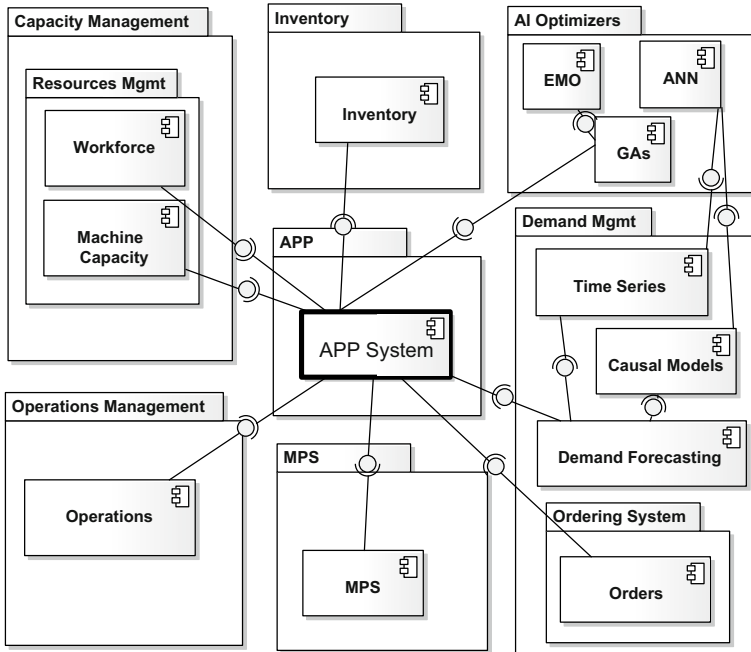 Capacity Management
Resources Mgmt
Workforce
Machine
Capacity
Inventory
Inventory
AI Optimizers
EMO
ANN
GAs
APP
APP System
Demand Mgmt
Time Series
Causal Models
Demand Forecasting
Operations Management
Operations
MPS
MPS
Ordering System
Orders